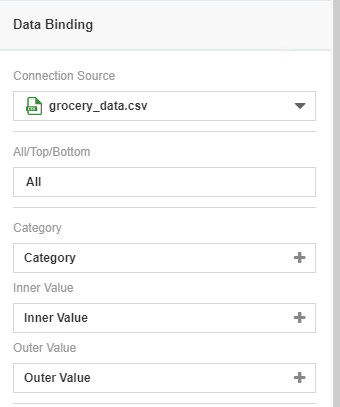 Data Binding
Connection Source
grocery_data.csv
All/Top/Bottom
All
Category
Category
Inner Value
Inner Value
Outer Value
Outer Value